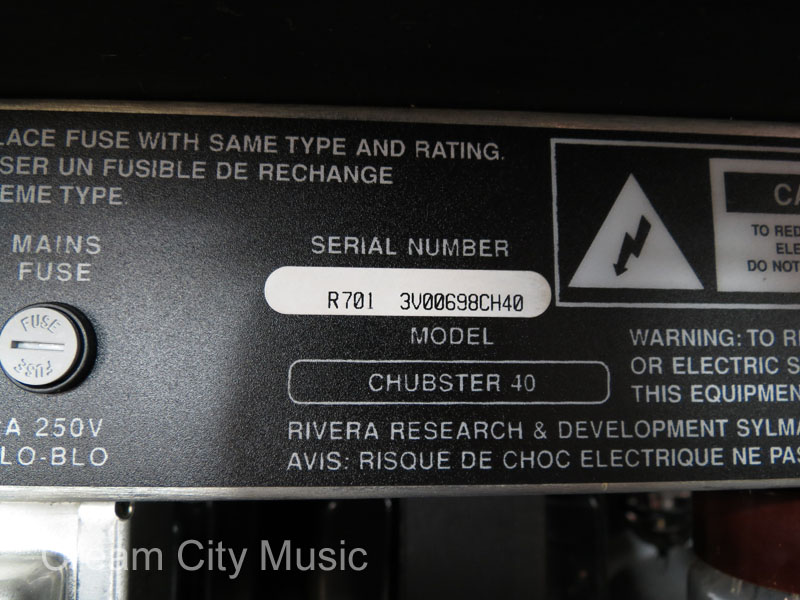 LACE FUSE WITH SAME TYPE AND RATING.
SER UN FUSIBLE DE RECHANGE
EME TYPE.
MAINS
FUSE
FUSE
FUSE
A 250V
LO-BLO
SERIAL NUMBER
R701 3V00698CH40
MODEL
CHUBSTER 40
RIVERA RESEARCH & DEVELOPMENT SYLMA
AVIS: RISQUE DE CHOC ELECTRIQUE NE PAS
CA
TO RED
ELE
DO NOT
WARNING: TO R
OR ELECTRIC S
THIS EQUIPMEN
Cream City Music